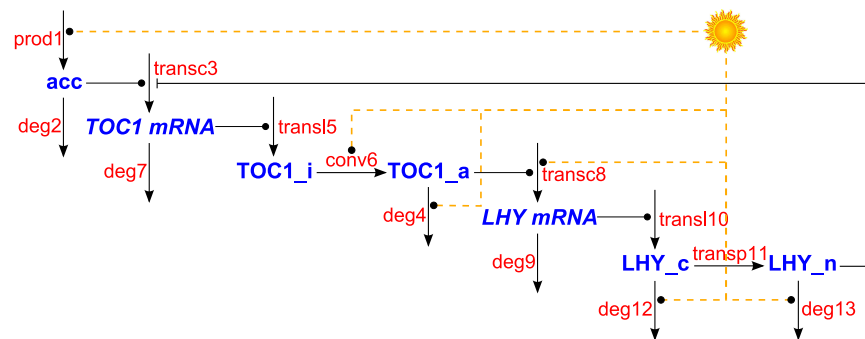 prod1
acc
transc3
deg2
TOC1 mRNA
transl5
deg7
TOC1_i
conv6
TOC1_a
transc8
deg4
LHY mRNA
transl10
deg9
LHY_c
transp11
LHY_n
deg12
deg13